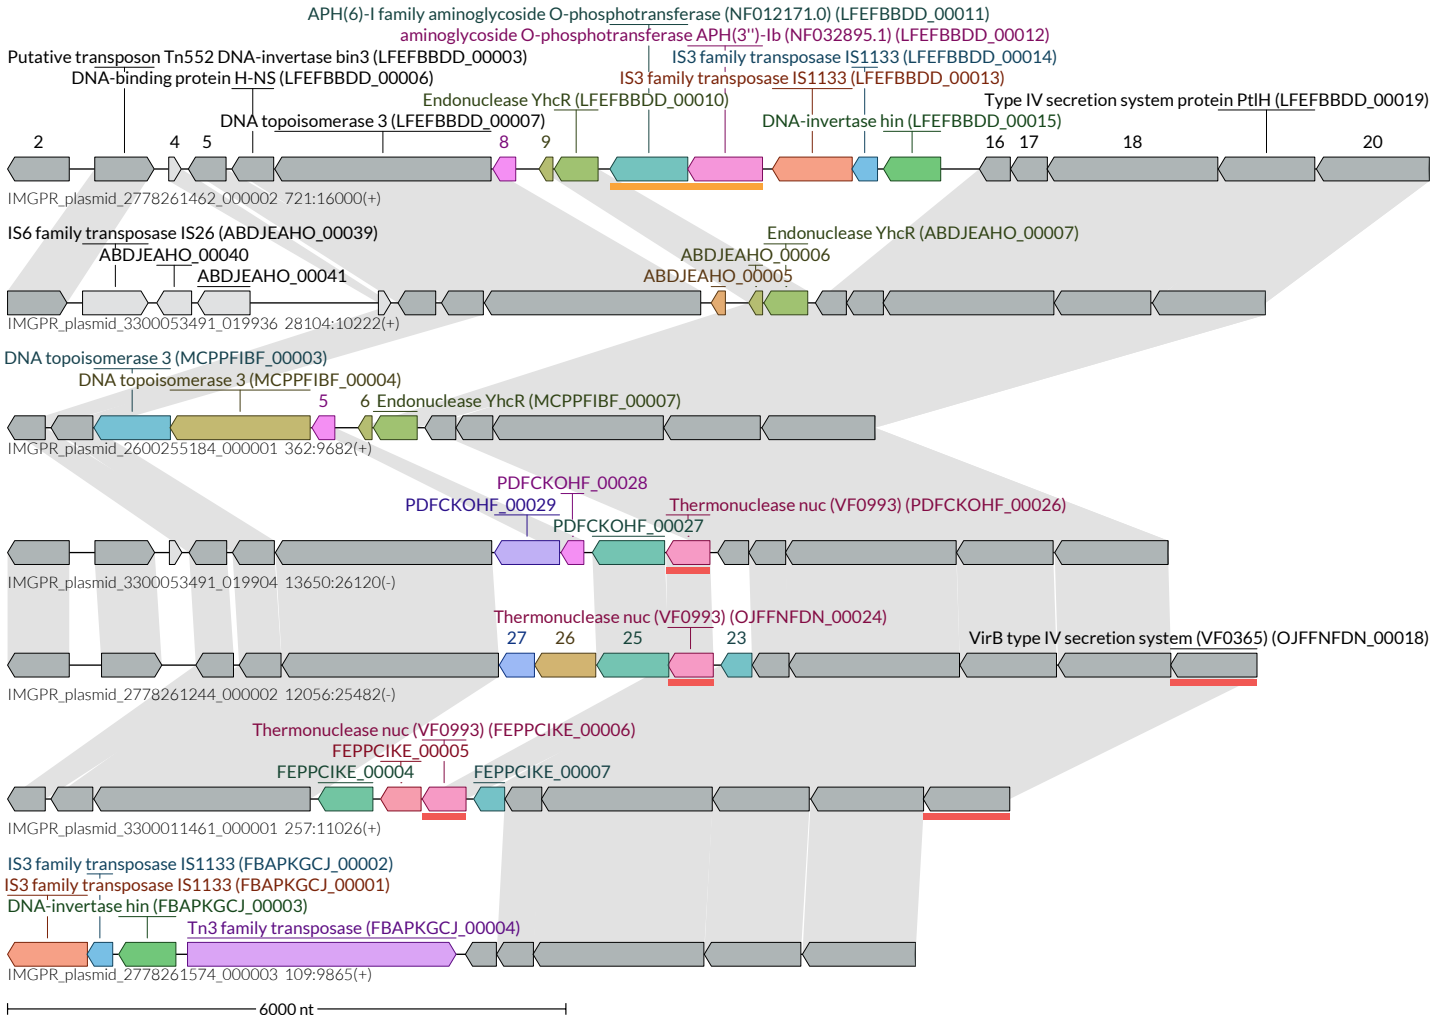 APH(6)-I family aminoglycoside O-phosphotransferase (NF012171.0) (LFEFBBDD_00011)
aminoglycoside O-phosphotransferase APH(3'')-Ib (NF032895.1) (LFEFBBDD_00012)
Putative transposon Tn552 DNA-invertase bin3 (LFEFBBDD_00003)
IS3 family transposase IS1133 (LFEFBBDD_00014)
DNA-binding protein H-NS (LFEFBBDD_00006)
IS3 family transposase IS1133 (LFEFBBDD_00013)
Endonuclease YhcR (LFEFBBDD_00010)
Type IV secretion system protein PtlH (LFEFBBDD_00019)
DNA topoisomerase 3 (LFEFBBDD_00007)
DNA-invertase hin (LFEFBBDD_00015)
2 4 5 8 9 16 17 18 20
IMGPR_plasmid_2778261462_000002 721:16000(+)
IS6 family transposase IS26 (ABDJEAHO_00039)
Endonuclease YhcR (ABDJEAHO_00007)
ABDJEAHO_00040
ABDJEAHO_00006
ABDJEAHO_00041
ABDJEAHO_00005
IMGPR_plasmid_3300053491_019936 28104:10222(+)
DNA topoisomerase 3 (MCPPFIBF_00003)
DNA topoisomerase 3 (MCPPFIBF_00004)
5 6 Endonuclease YhcR (MCPPFIBF_00007)
IMGPR_plasmid_2600255184_000001 362:9682(+)
PDFCKOHF_00028
PDFCKOHF_00029
Thermonuclease nuc (VF0993) (PDFCKOHF_00026)
PDFCKOHF_00027
IMGPR_plasmid_3300053491_019904 13650:26120(-)
Thermonuclease nuc (VF0993) (OJFFNFDN_00024)
27 26 25 23 VirB type IV secretion system (VF0365) (OJFFNFDN_00018)
IMGPR_plasmid_2778261244_000002 12056:25482(-)
Thermonuclease nuc (VF0993) (FEPPCIKE_00006)
FEPPCIKE_00005
FEPPCIKE_00004
FEPPCIKE_00007
IMGPR_plasmid_3300011461_000001 257:11026(+)
IS3 family transposase IS1133 (FBAPKGCJ_00002)
IS3 family transposase IS1133 (FBAPKGCJ_00001)
DNA-invertase hin (FBAPKGCJ_00003)
Tn3 family transposase (FBAPKGCJ_00004)
IMGPR_plasmid_2778261574_000003 109:9865(+)
6000 nt